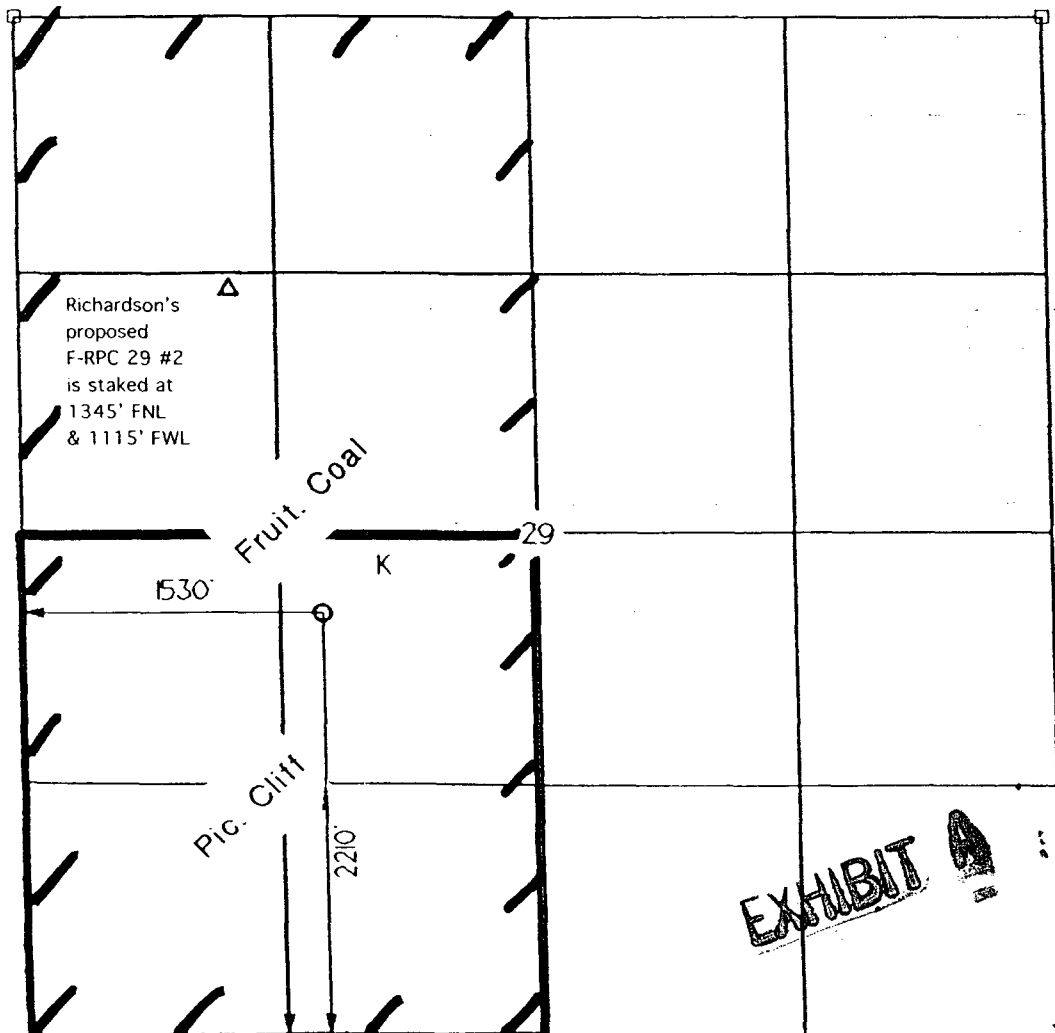 Richardson's
proposed
F-RPC 29 #2
is staked at
1345' FNL
& 1115' FWL
Fruit. Coal
29
K
1530'
Pic. Cliff
2210'
EXHIBIT A